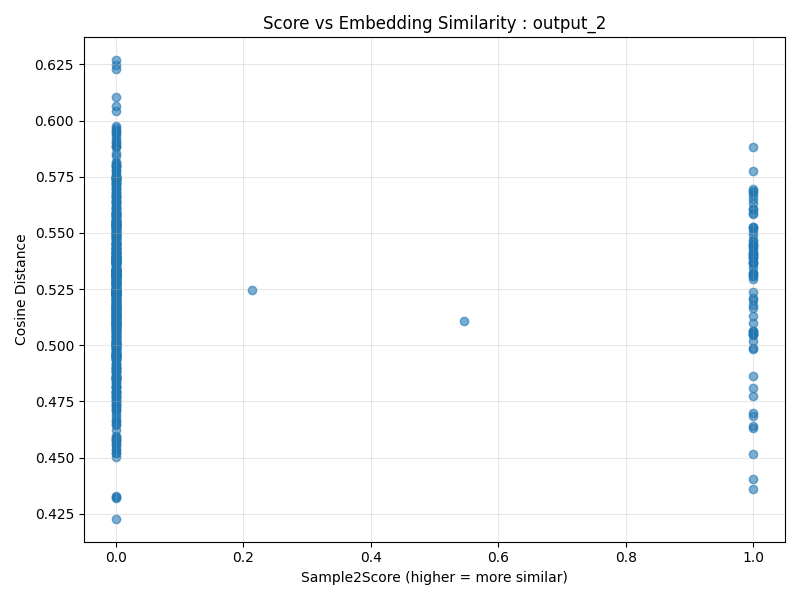 Score vs Embedding Similarity : output_2
Cosine Distance
0.625
0.600
0.575
0.550
0.525
0.500
0.475
0.450
0.425
0.0 0.2 0.4 0.6 0.8 1.0
Sample2Score (higher = more similar)